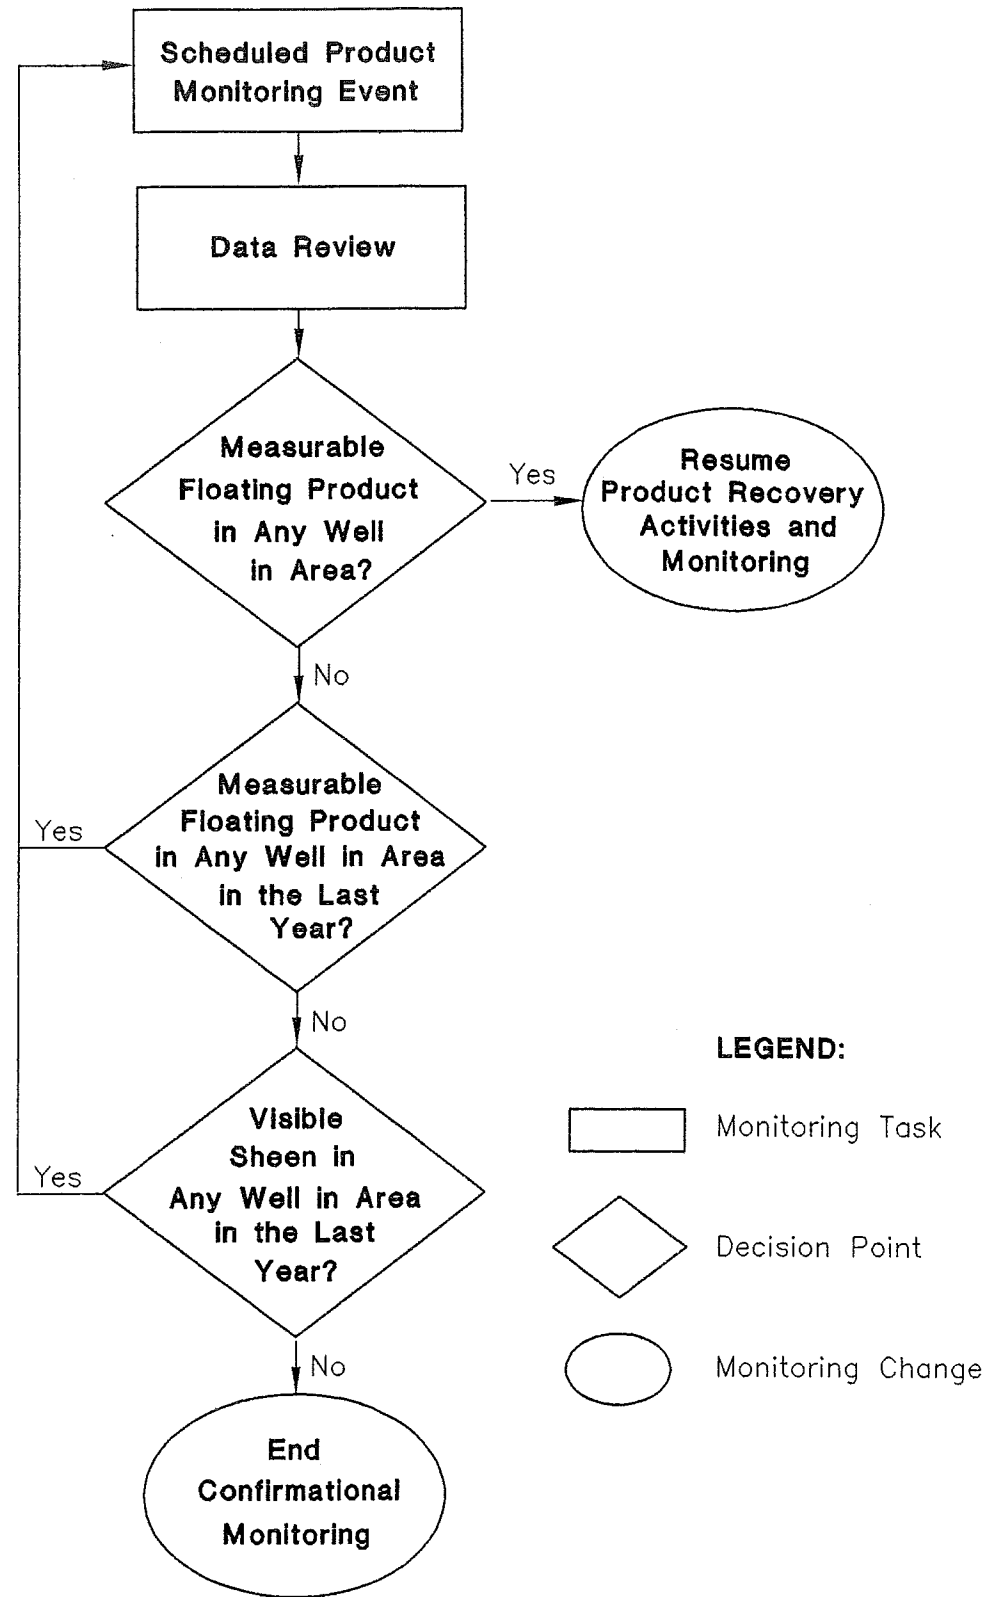 Scheduled Product
Monitoring Event
Data Review
Measurable
Floating Product
in Any Well
in Area?
Yes
Resume
Product Recovery
Activities and
Monitoring
No
Measurable
Floating Product
in Any Well in Area
in the Last
Year?
Yes
No
Visible
Sheen in
Any Well in Area
in the Last
Year?
Yes
No
End
Confirmational
Monitoring
LEGEND:
Monitoring Task
Decision Point
Monitoring Change